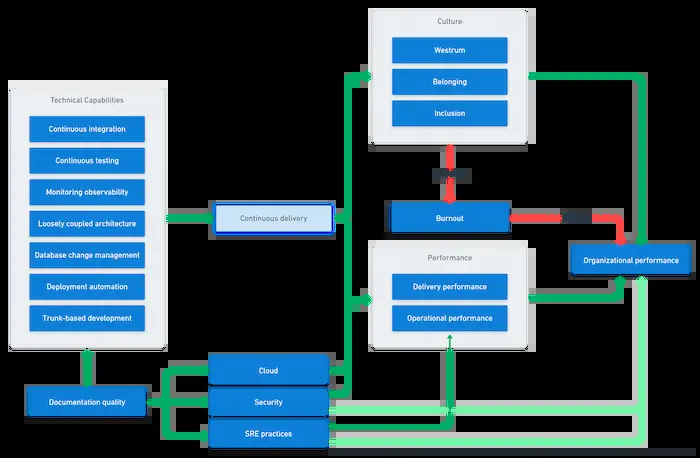 Culture
Westrum
Belonging
Inclusion
Technical Capabilities
Continuous integration
Continuous testing
Monitoring observability
Loosely coupled architecture
Database change management
Deployment automation
Trunk-based development
Continuous delivery
Burnout
Performance
Delivery performance
Operational performance
Organizational performance
Documentation quality
Cloud
Security
SRE practices